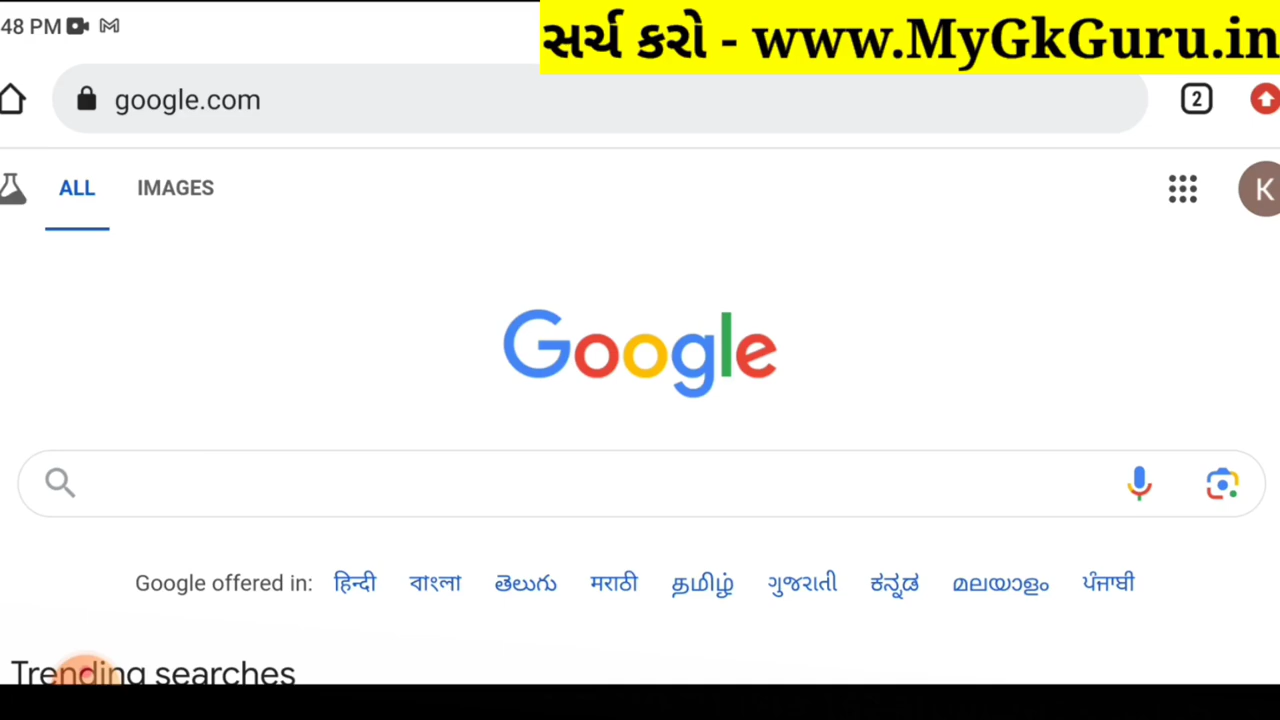 48 PM
સર્ચ કરો - www.MyGkGuru.in
google.com
2
ALL IMAGES
K
Google
Google offered in: हिन्दी বাংলা తెలుగు मराठी தமிழ் ગુજરાતી ಕನ್ನಡ മലയാളം ਪੰਜਾਬੀ
Trending searches